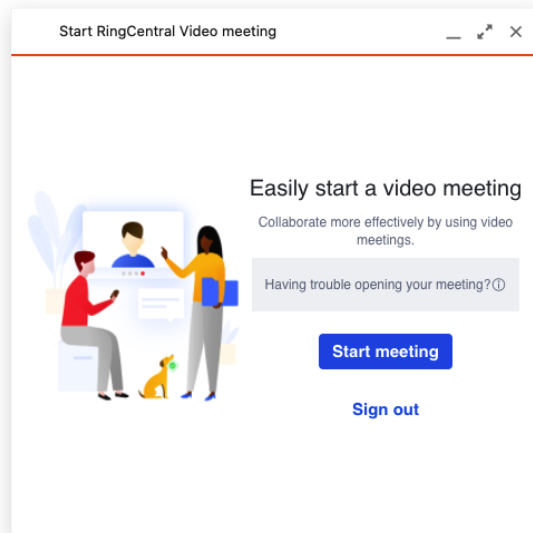 Start RingCentral Video meeting
Easily start a video meeting
Collaborate more effectively by using video
meetings.
Having trouble opening your meeting?
Start meeting
Sign out